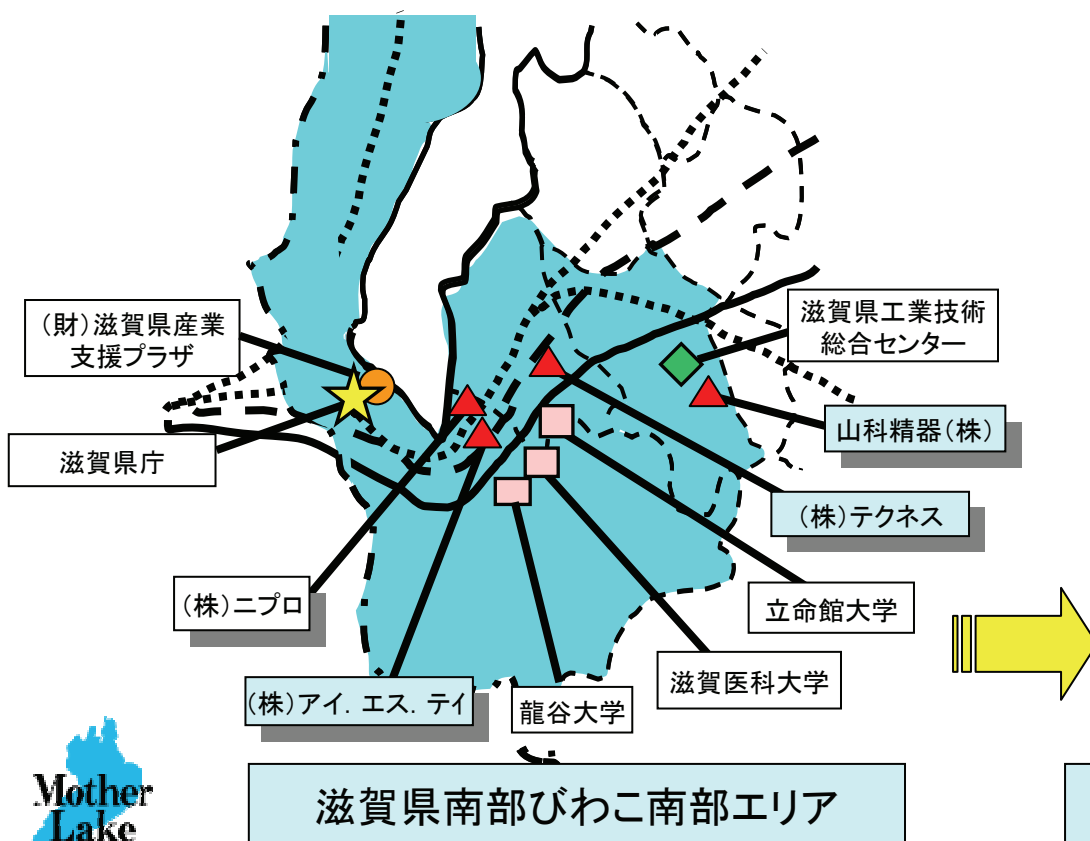 (財)滋賀県産業
支援プラザ
滋賀県庁
滋賀県工業技術
総合センター
山科精器(株)
(株)テクネス
(株)ニプロ
立命館大学
滋賀医科大学
(株)アイ．エス．テイ
龍谷大学
Mother
Lake
滋賀県南部びわこ南部エリア